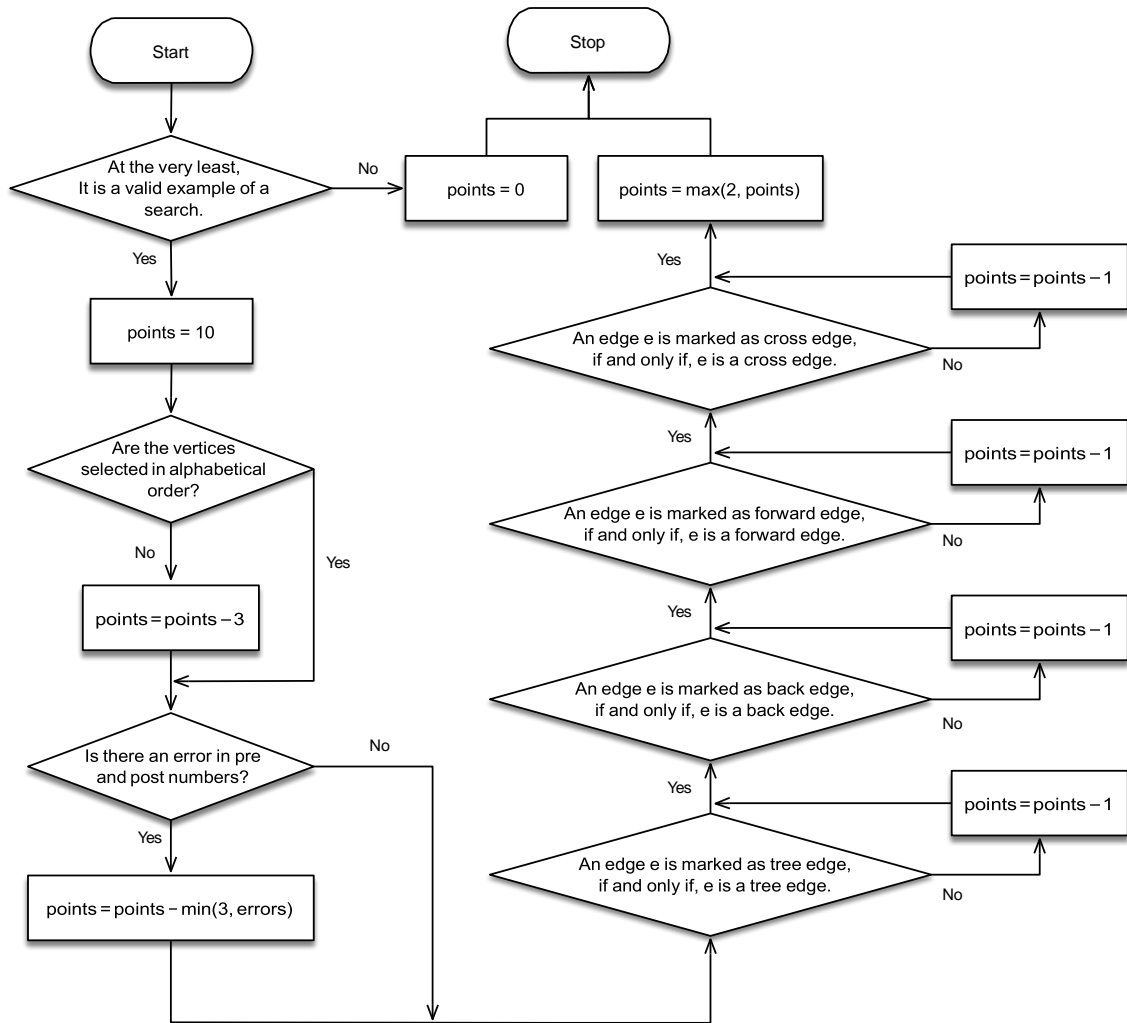 Start
At the very least,
It is a valid example of a
search.
No
points = 0
Yes
points = 10
Are the vertices
selected in alphabetical
order?
No
Yes
points = points – 3
Is there an error in pre
and post numbers?
No
Yes
points = points – min(3, errors)
An edge e is marked as tree edge,
if and only if, e is a tree edge.
No
points = points – 1
Yes
An edge e is marked as back edge,
if and only if, e is a back edge.
No
points = points – 1
Yes
An edge e is marked as forward edge,
if and only if, e is a forward edge.
No
points = points – 1
Yes
An edge e is marked as cross edge,
if and only if, e is a cross edge.
No
points = points – 1
Yes
points = max(2, points)
Stop